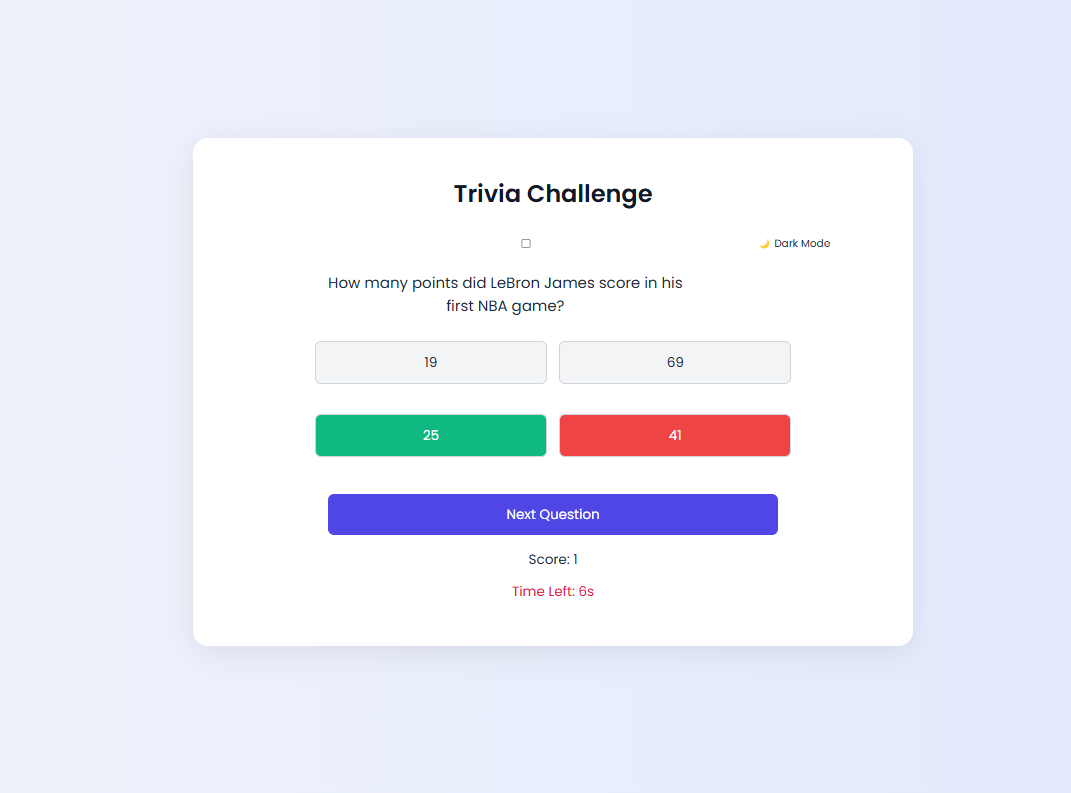 Trivia Challenge
🌙 Dark Mode
How many points did LeBron James score in his
first NBA game?
19
69
25
41
Next Question
Score: 1
Time Left: 6s